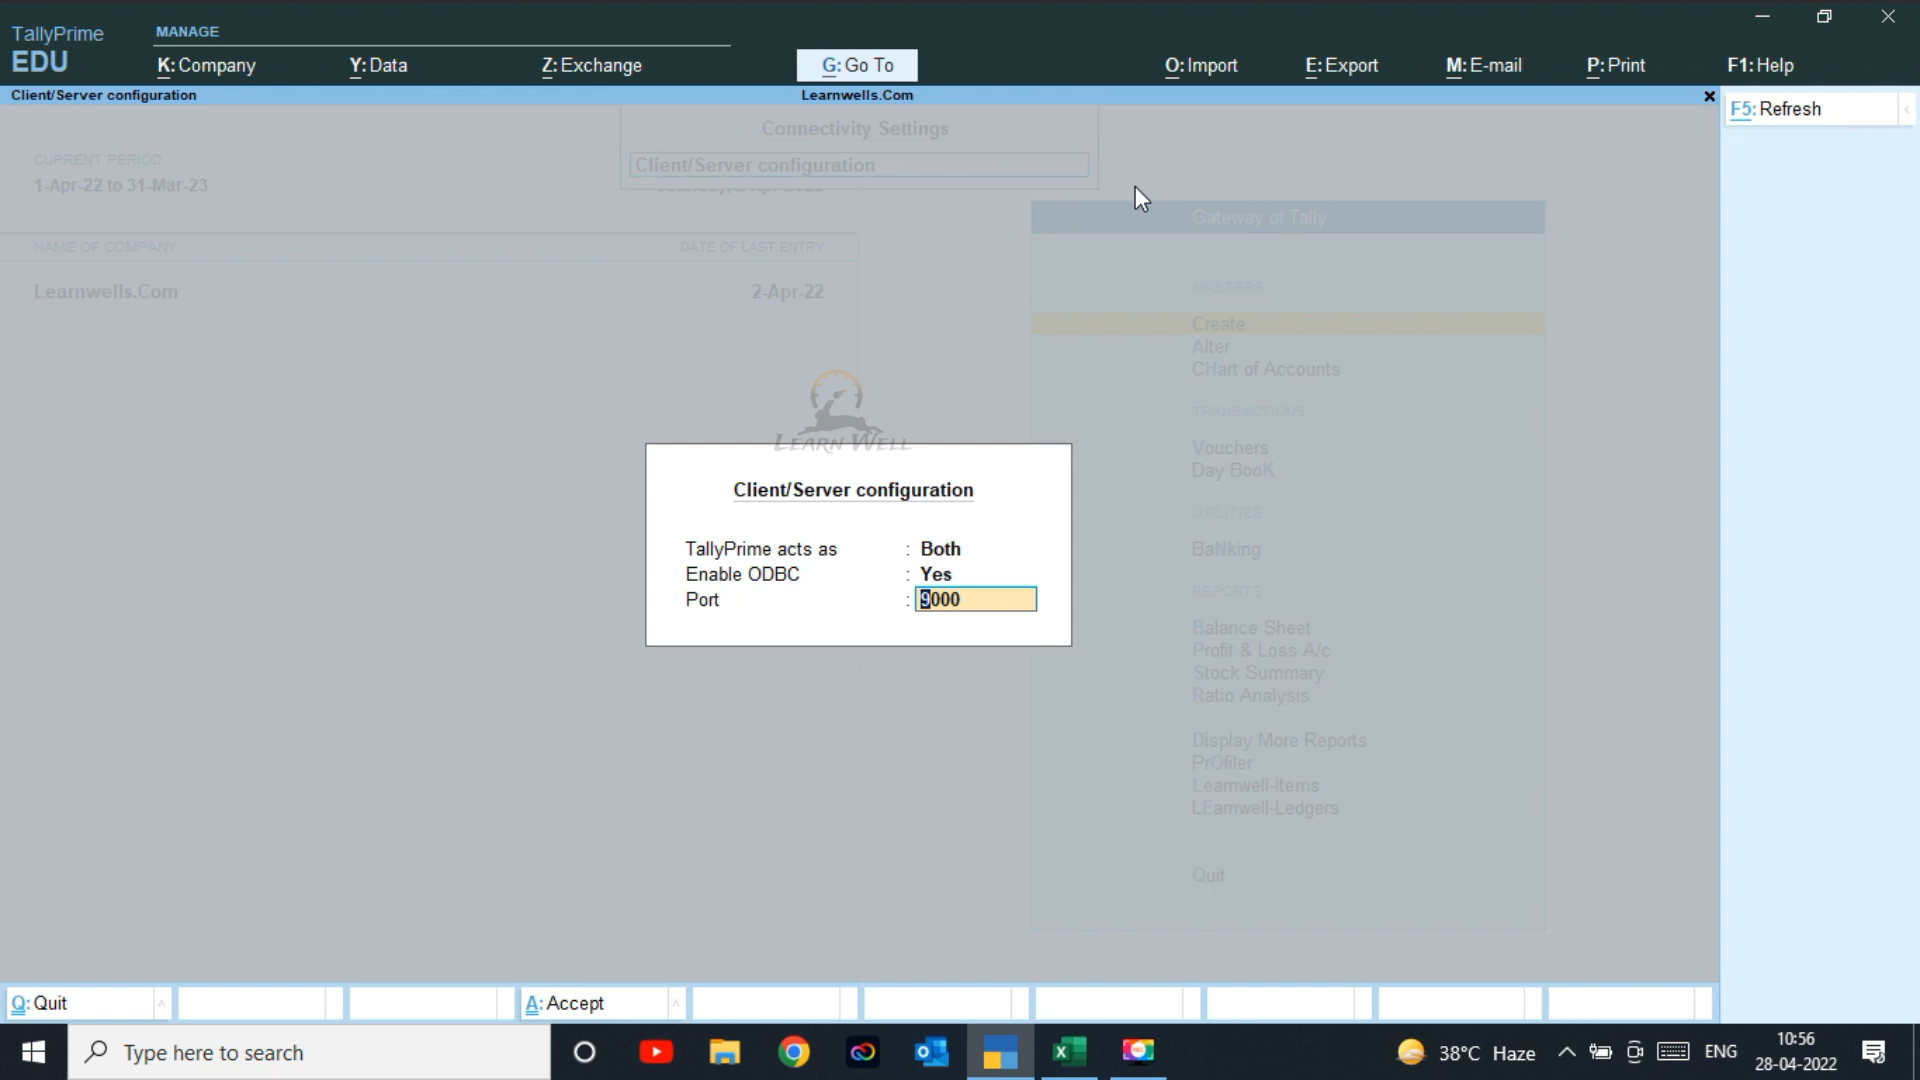 TallyPrime
EDU
MANAGE
K: Company
Y: Data
Z: Exchange
G: Go To
O: Import
E: Export
M: E-mail
P: Print
F1: Help
Client/Server configuration
Learnwells.Com
F5: Refresh
Connectivity Settings
Client/Server configuration
CURRENT PERIOD
1-Apr-22 to 31-Mar-23
NAME OF COMPANY
DATE OF LAST ENTRY
Learnwells.Com
2-Apr-22
Gateway of Tally
MASTERS
Create
Alter
CHart of Accounts
TRANSACTIONS
Vouchers
Day BooK
UTILITIES
BaNking
REPORTS
Balance Sheet
Profit & Loss A/c
Stock Summary
Ratio Analysis
Display More Reports
PrOfiler
Learnwell-Items
LEarnwell-Ledgers
Quit
LEARN WELL
Client/Server configuration
TallyPrime acts as : Both
Enable ODBC : Yes
Port : 9000
Q: Quit
A: Accept
Type here to search
38°C Haze
ENG
10:56
28-04-2022